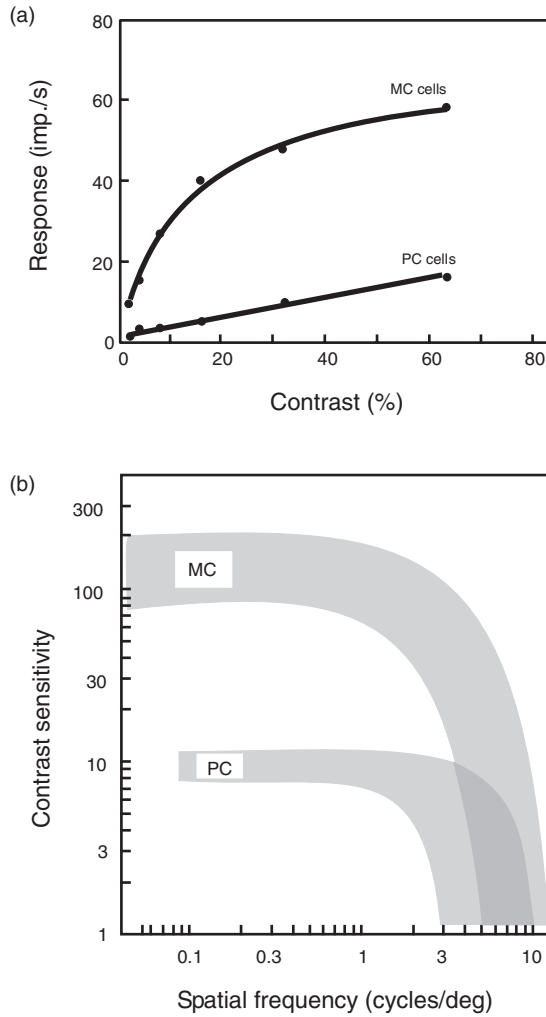 (a)
80
60
40
20
0
Response (imp./s)
MC cells
PC cells
0 20 40 60 80
Contrast (%)
(b)
300
100
30
10
3
1
Contrast sensitivity
MC
PC
0.1 0.3 1 3 10
Spatial frequency (cycles/deg)